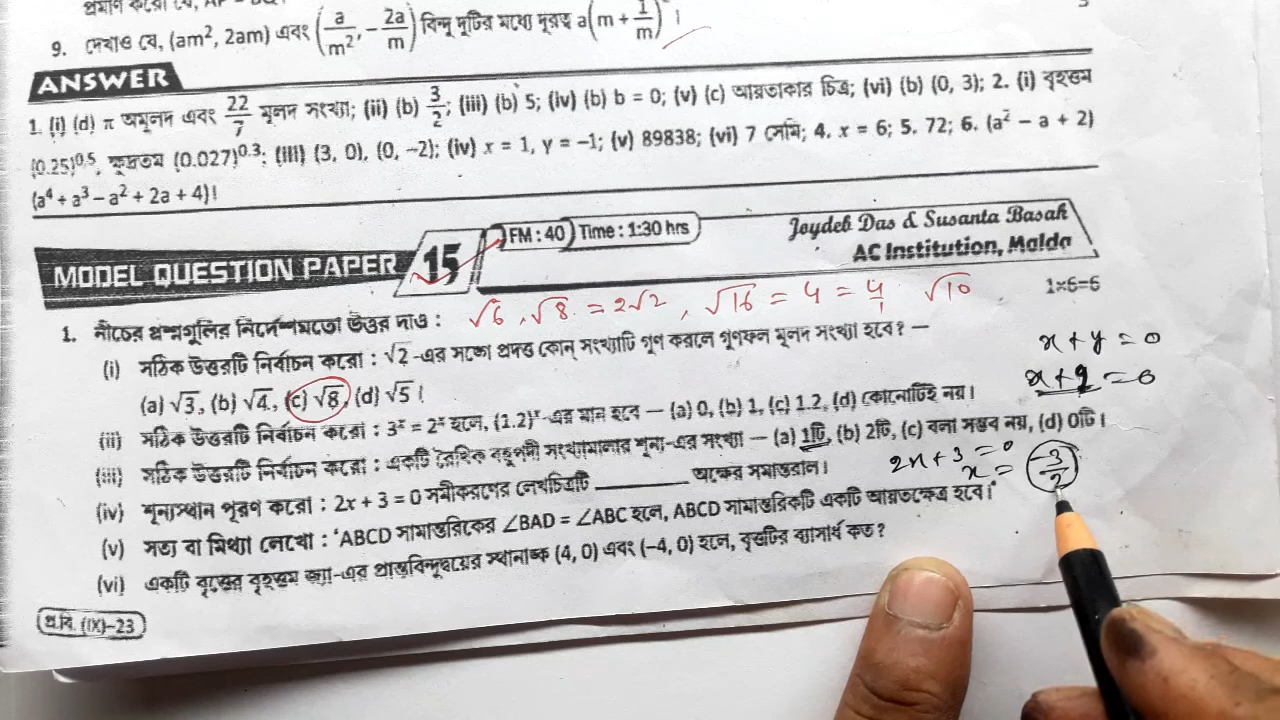 প্রমাণ করো যে,
9. দেখাও যে, (am², 2am) এবং (a/m², -2a/m) বিন্দু দুটির মধ্যে দূরত্ব a(m + 1/m)² ।
ANSWER
1. (i) (d) π অমূলদ এবং 22/7 মূলদ সংখ্যা; (ii) (b) 3/2; (iii) (b) 5; (iv) (b) b = 0; (v) (c) আয়তাকার চিত্র; (vi) (b) (0, 3); 2. (i) বৃহত্তম
(0.25)^0.5, ক্ষুদ্রতম (0.027)^0.3; (iii) (3, 0), (0, -2); (iv) x = 1, y = -1; (v) 89838; (vi) 7 সেমি; 4. x = 6; 5. 72; 6. (a² - a + 2)
(a⁴ + a³ - a² + 2a + 4)।
MODEL QUESTION PAPER 15 FM : 40 Time : 1:30 hrs
Joydeb Das & Susanta Basak
AC Institution, Malda
√6, √8 = 2√2, √16 = 4 = 4/1 √10
1. নীচের প্রশ্নগুলির নির্দেশমতো উত্তর দাও : 1×6=6
(i) সঠিক উত্তরটি নির্বাচন করো : √2-এর সঙ্গে প্রদত্ত কোন্ সংখ্যাটি গুণ করলে গুণফল মূলদ সংখ্যা হবে? —
(a) √3, (b) √4, (c) √8, (d) √5।
x + y = 0
x + 9 = 0
(ii) সঠিক উত্তরটি নির্বাচন করো : 3ˣ = 2ˣ হলে, (1.2)ˣ-এর মান হবে — (a) 0, (b) 1, (c) 1.2, (d) কোনোটিই নয়।
(iii) সঠিক উত্তরটি নির্বাচন করো : একটি রৈখিক বহুপদী সংখ্যামালার শূন্য-এর সংখ্যা — (a) 1টি, (b) 2টি, (c) বলা সম্ভব নয়, (d) 0টি।
2x + 3 = 0
x = -3/2
(iv) শূন্যস্থান পূরণ করো : 2x + 3 = 0 সমীকরণের লেখচিত্রটি ________ অক্ষের সমান্তরাল।
(v) সত্য বা মিথ্যা লেখো : 'ABCD সামান্তরিকের ∠BAD = ∠ABC হলে, ABCD সামান্তরিকটি একটি আয়তক্ষেত্র হবে।'
(vi) একটি বৃত্তের বৃহত্তম জ্যা-এর প্রান্তবিন্দুদ্বয়ের স্থানাঙ্ক (4, 0) এবং (-4, 0) হলে, বৃত্তটির ব্যাসার্ধ কত?
প্র.বি. (IX)-23